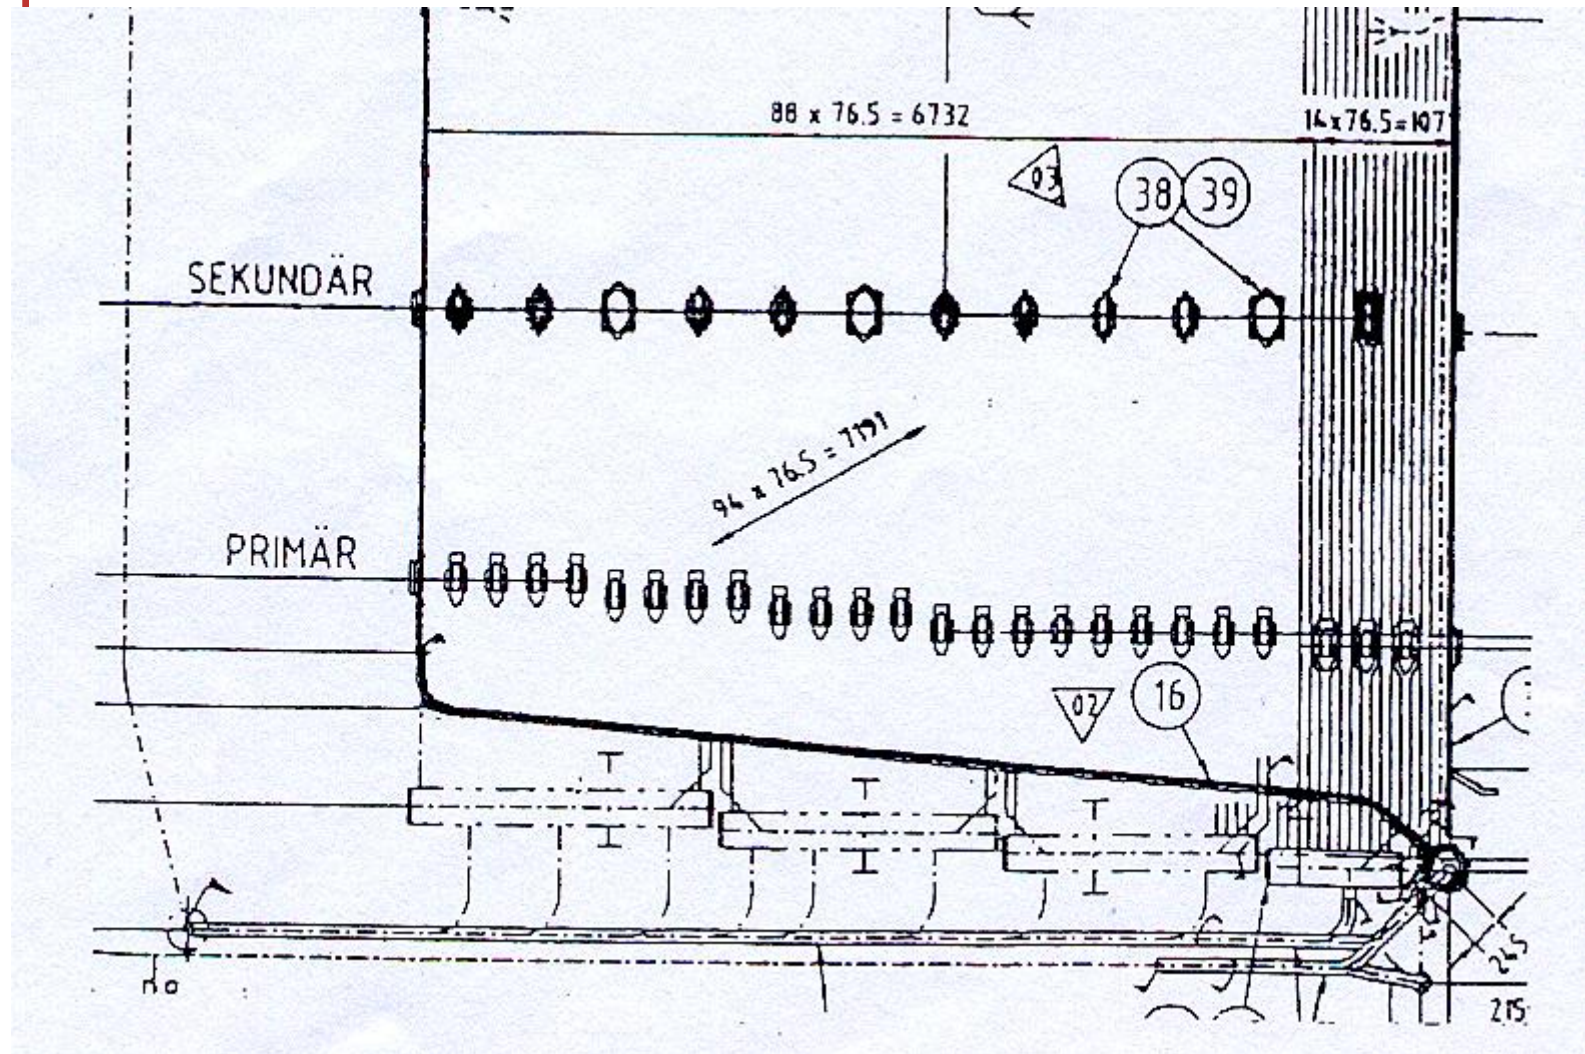 88 x 76.5 = 6732
14x76.5=107
03
38
39
SEKUNDÄR
94 x 76.5 = 7191
PRIMÄR
02
16
245
215